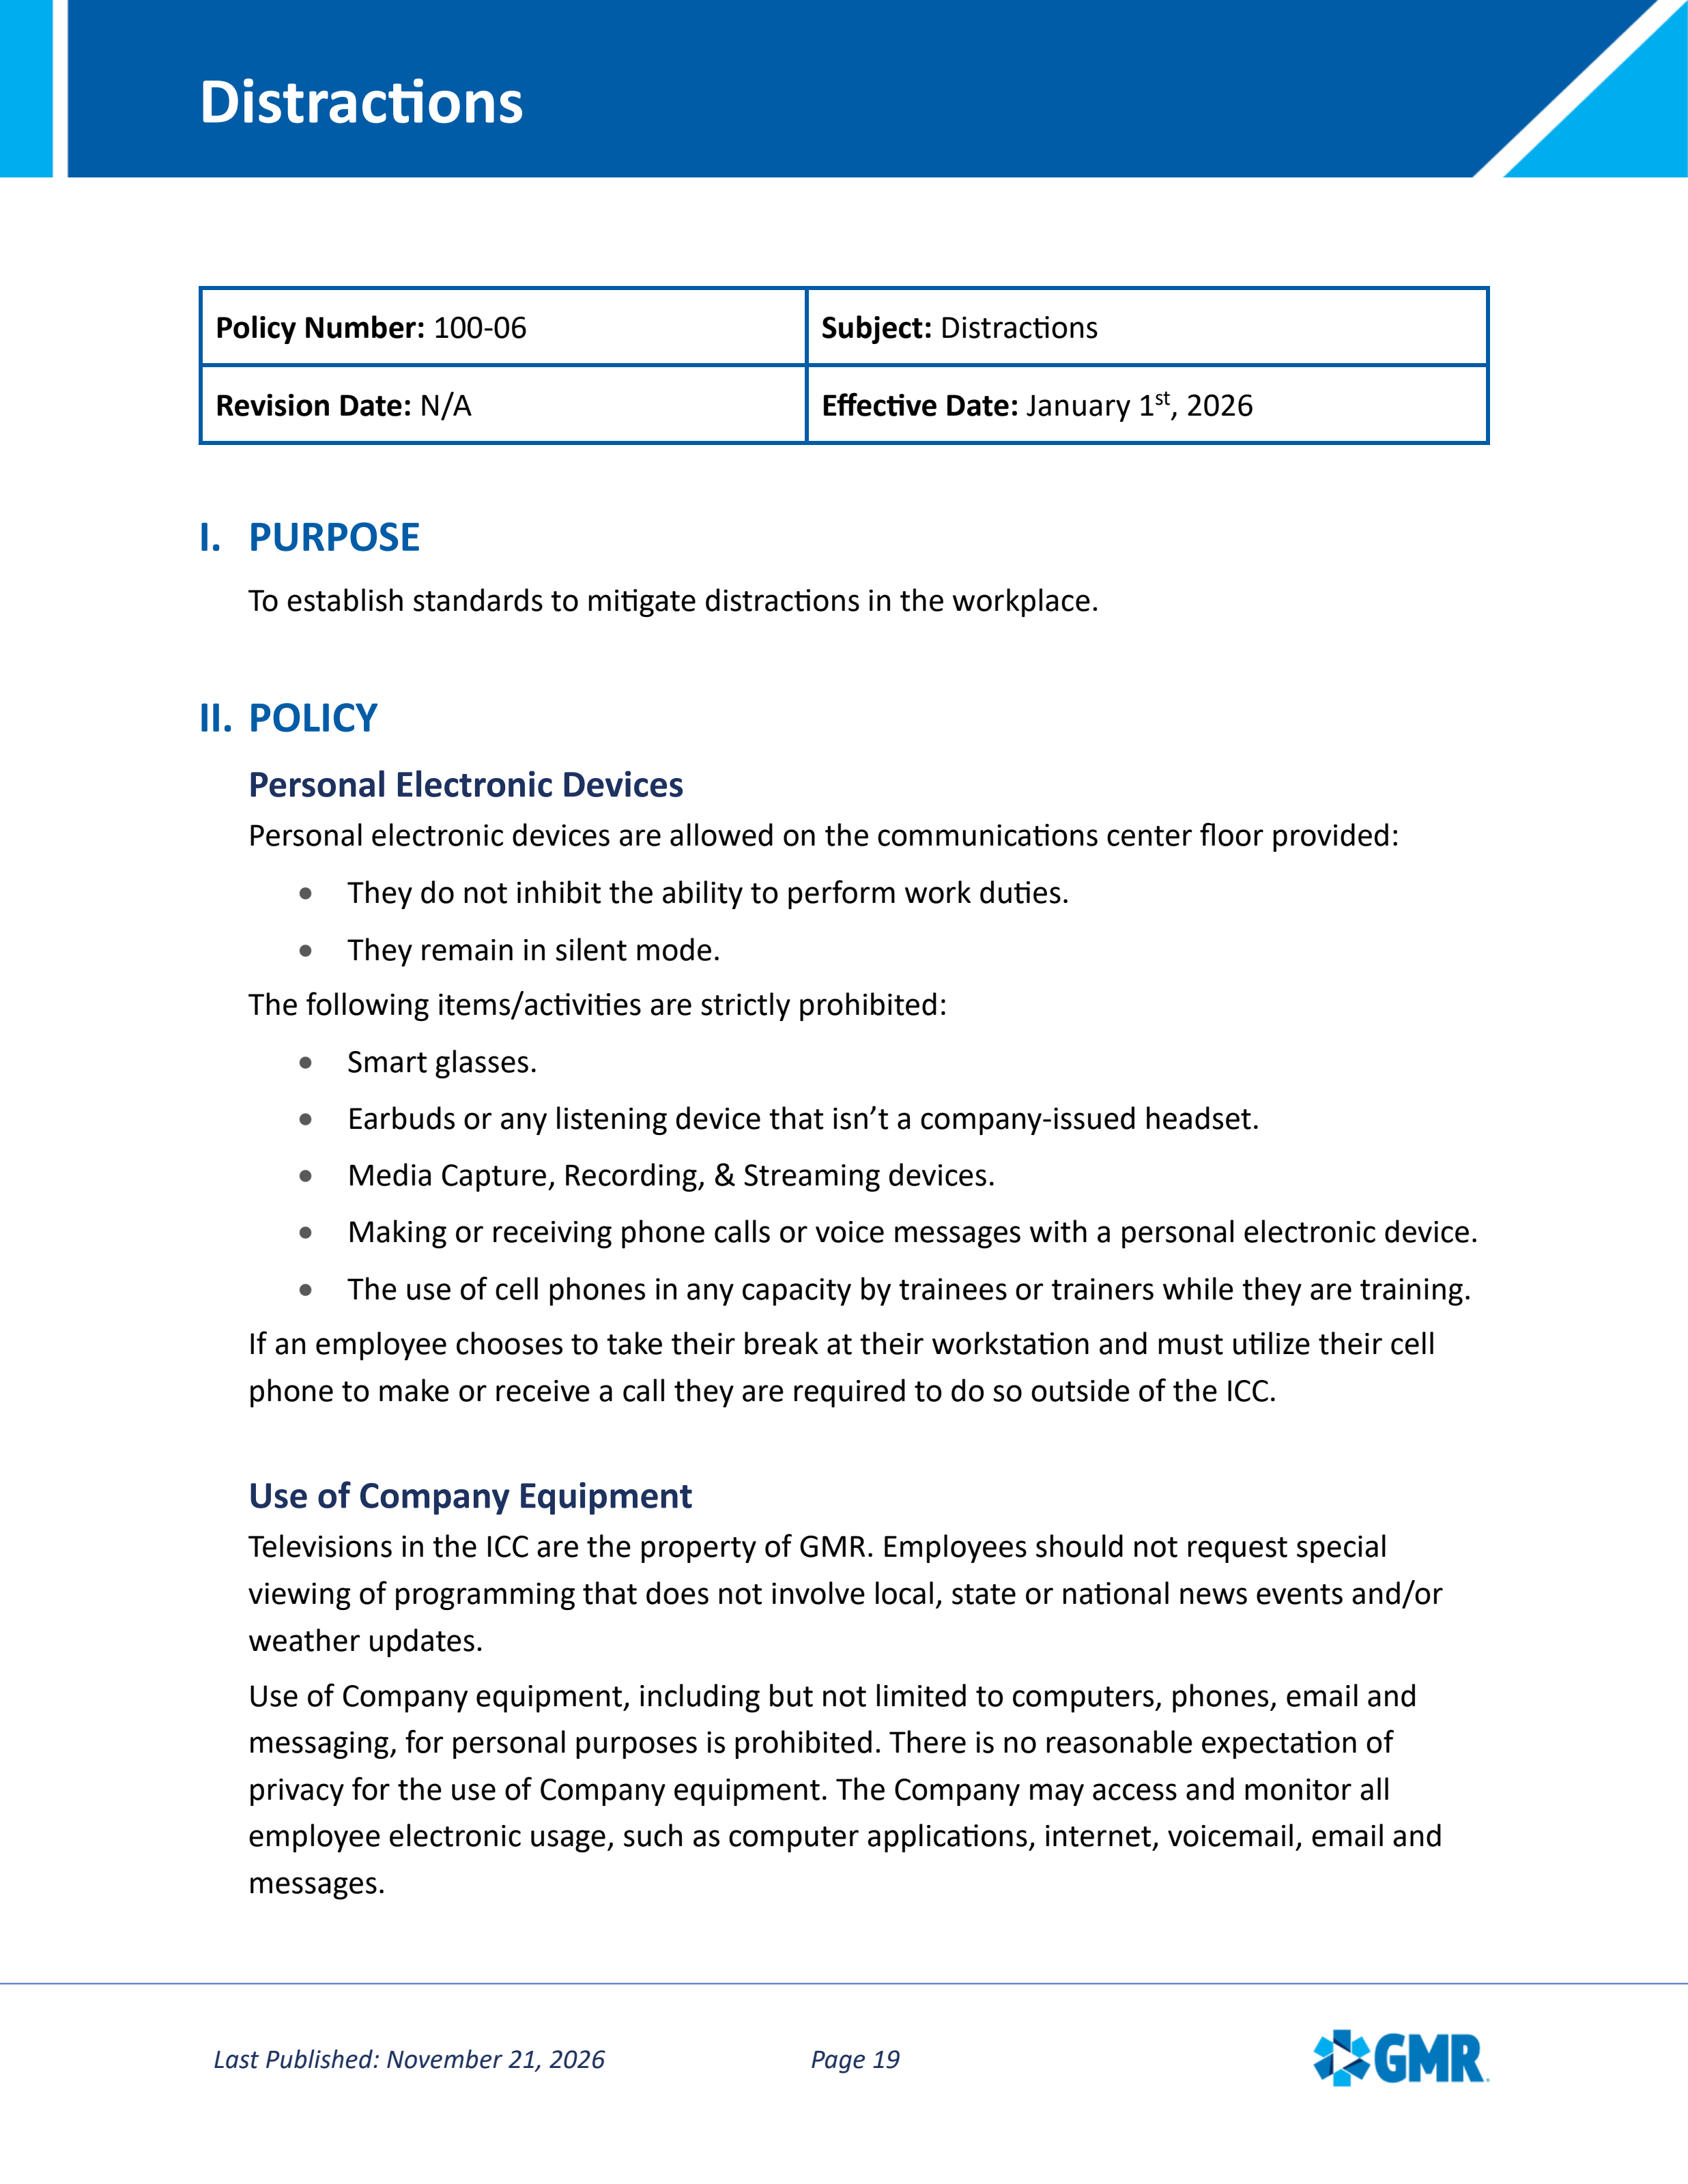 Distractions
Policy Number: 100-06
Subject: Distractions
Revision Date: N/A
Effective Date: January 1st, 2026
I. PURPOSE
To establish standards to mitigate distractions in the workplace.
II. POLICY
Personal Electronic Devices
Personal electronic devices are allowed on the communications center floor provided:
• They do not inhibit the ability to perform work duties.
• They remain in silent mode.
The following items/activities are strictly prohibited:
• Smart glasses.
• Earbuds or any listening device that isn’t a company-issued headset.
• Media Capture, Recording, & Streaming devices.
• Making or receiving phone calls or voice messages with a personal electronic device.
• The use of cell phones in any capacity by trainees or trainers while they are training.
If an employee chooses to take their break at their workstation and must utilize their cell
phone to make or receive a call they are required to do so outside of the ICC.
Use of Company Equipment
Televisions in the ICC are the property of GMR. Employees should not request special
viewing of programming that does not involve local, state or national news events and/or
weather updates.
Use of Company equipment, including but not limited to computers, phones, email and
messaging, for personal purposes is prohibited. There is no reasonable expectation of
privacy for the use of Company equipment. The Company may access and monitor all
employee electronic usage, such as computer applications, internet, voicemail, email and
messages.
Last Published: November 21, 2026
Page 19
GMR